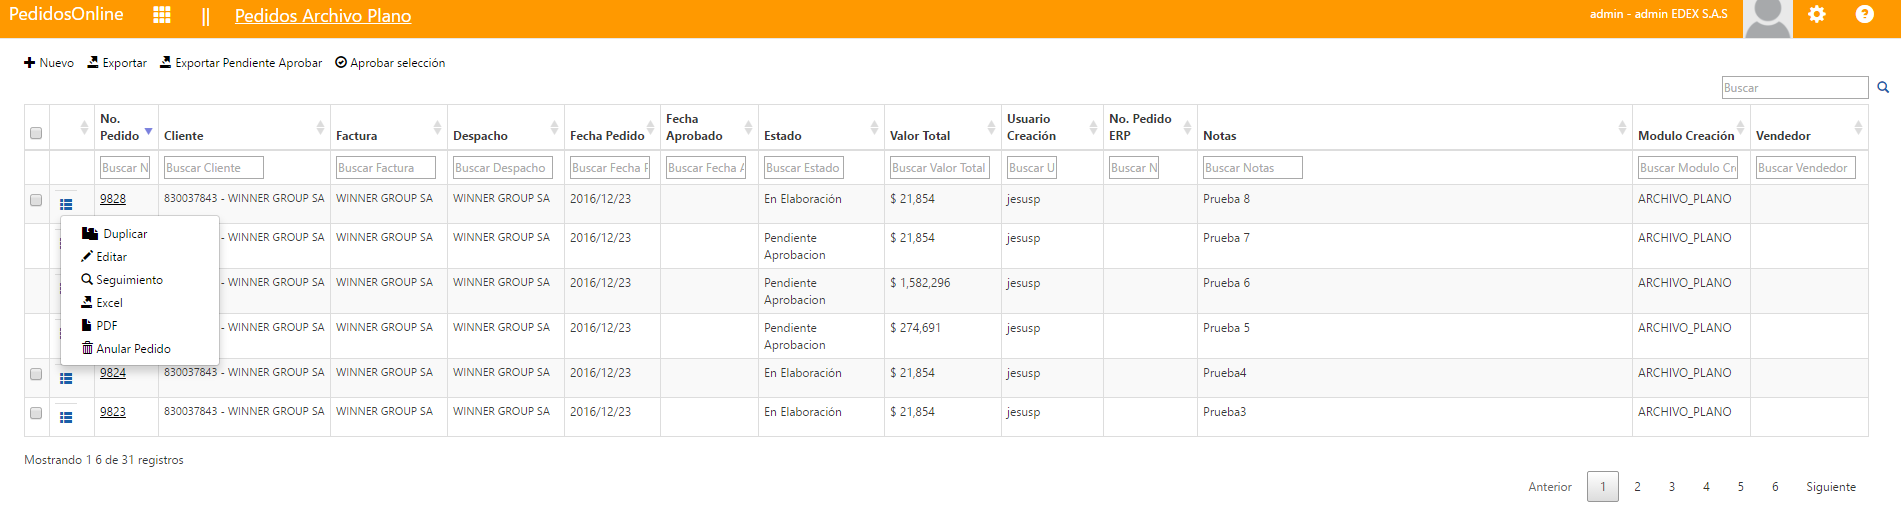 PedidosOnline || Pedidos Archivo Plano admin - admin EDEX S.A.S ?
Nuevo Exportar Exportar Pendiente Aprobar Aprobar selección
Buscar
No. Pedido Cliente Factura Despacho Fecha Pedido Fecha Aprobado Estado Valor Total Usuario Creación No. Pedido ERP Notas Modulo Creación Vendedor
Buscar N Buscar Cliente Buscar Factura Buscar Despacho Buscar Fecha F Buscar Fecha A Buscar Estado Buscar Valor Total Buscar U Buscar N Buscar Notas Buscar Modulo Cr Buscar Vendedor
9828 830037843 - WINNER GROUP SA WINNER GROUP SA WINNER GROUP SA 2016/12/23 En Elaboración $ 21,854 jesusp Prueba 8 ARCHIVO_PLANO
- WINNER GROUP SA WINNER GROUP SA WINNER GROUP SA 2016/12/23 Pendiente Aprobacion $ 21,854 jesusp Prueba 7 ARCHIVO_PLANO
- WINNER GROUP SA WINNER GROUP SA WINNER GROUP SA 2016/12/23 Pendiente Aprobacion $ 1,582,296 jesusp Prueba 6 ARCHIVO_PLANO
- WINNER GROUP SA WINNER GROUP SA WINNER GROUP SA 2016/12/23 Pendiente Aprobacion $ 274,691 jesusp Prueba 5 ARCHIVO_PLANO
Duplicar
Editar
Seguimiento
Excel
PDF
Anular Pedido
9824 830037843 - WINNER GROUP SA WINNER GROUP SA WINNER GROUP SA 2016/12/23 En Elaboración $ 21,854 jesusp Prueba4 ARCHIVO_PLANO
9823 830037843 - WINNER GROUP SA WINNER GROUP SA WINNER GROUP SA 2016/12/23 En Elaboración $ 21,854 jesusp Prueba3 ARCHIVO_PLANO
Mostrando 1 6 de 31 registros
Anterior 1 2 3 4 5 6 Siguiente